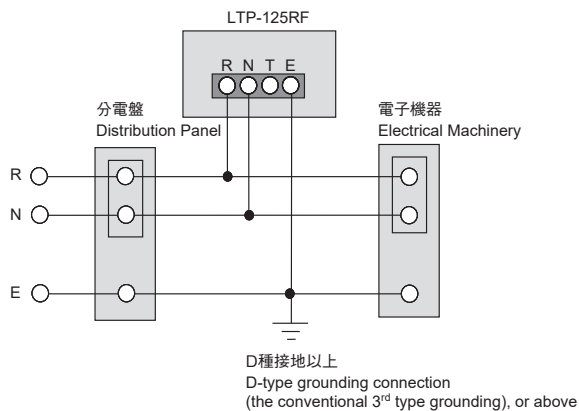 LTP-125RF
R N T E
分電盤
Distribution Panel
電子機器
Electrical Machinery
R
N
E
D種接地以上
D-type grounding connection
(the conventional 3rd type grounding), or above